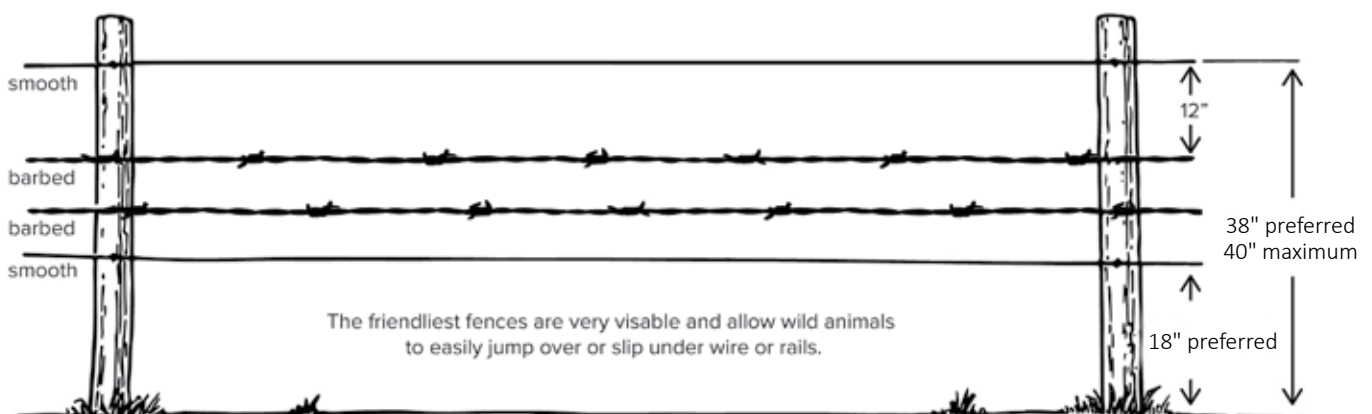 smooth
12"
barbed
barbed
38" preferred
40" maximum
smooth
The friendliest fences are very visable and allow wild animals
to easily jump over or slip under wire or rails.
18" preferred